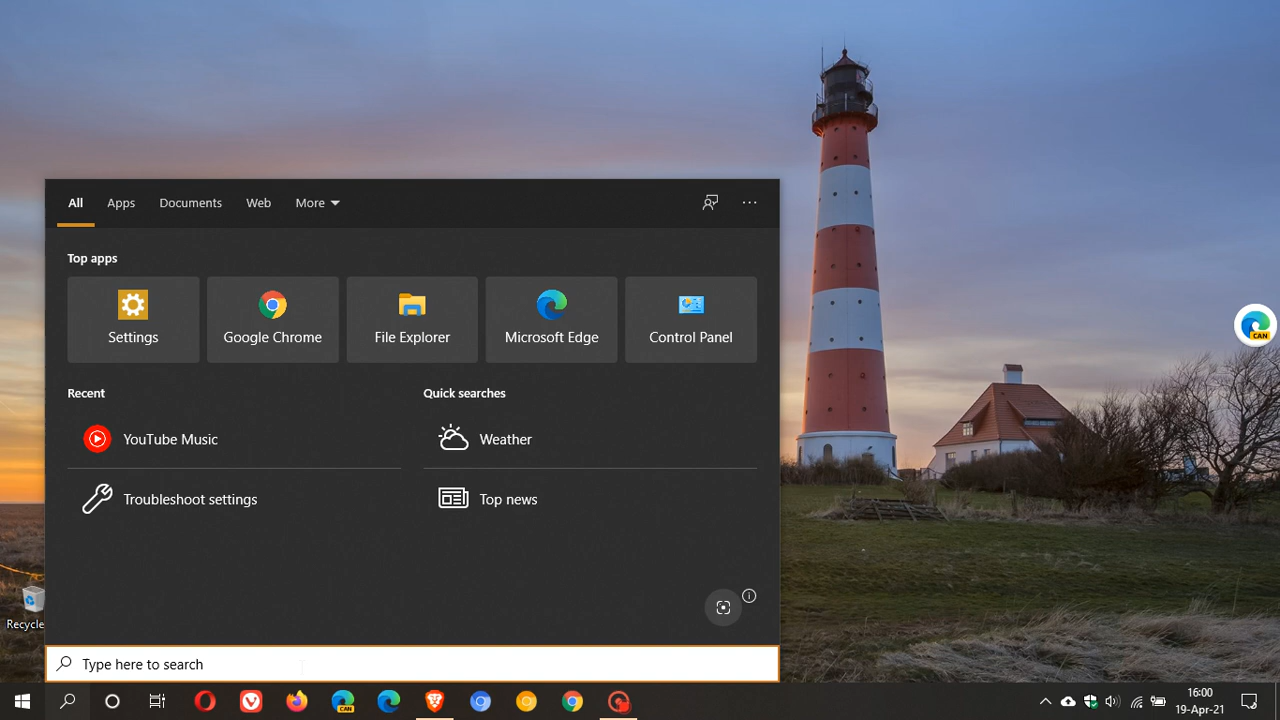 All Apps Documents Web More
Top apps
Settings Google Chrome File Explorer Microsoft Edge Control Panel
Recent
YouTube Music
Troubleshoot settings
Quick searches
Weather
Top news
CAN
Recycle
Type here to search
CAN
16:00
19-Apr-21